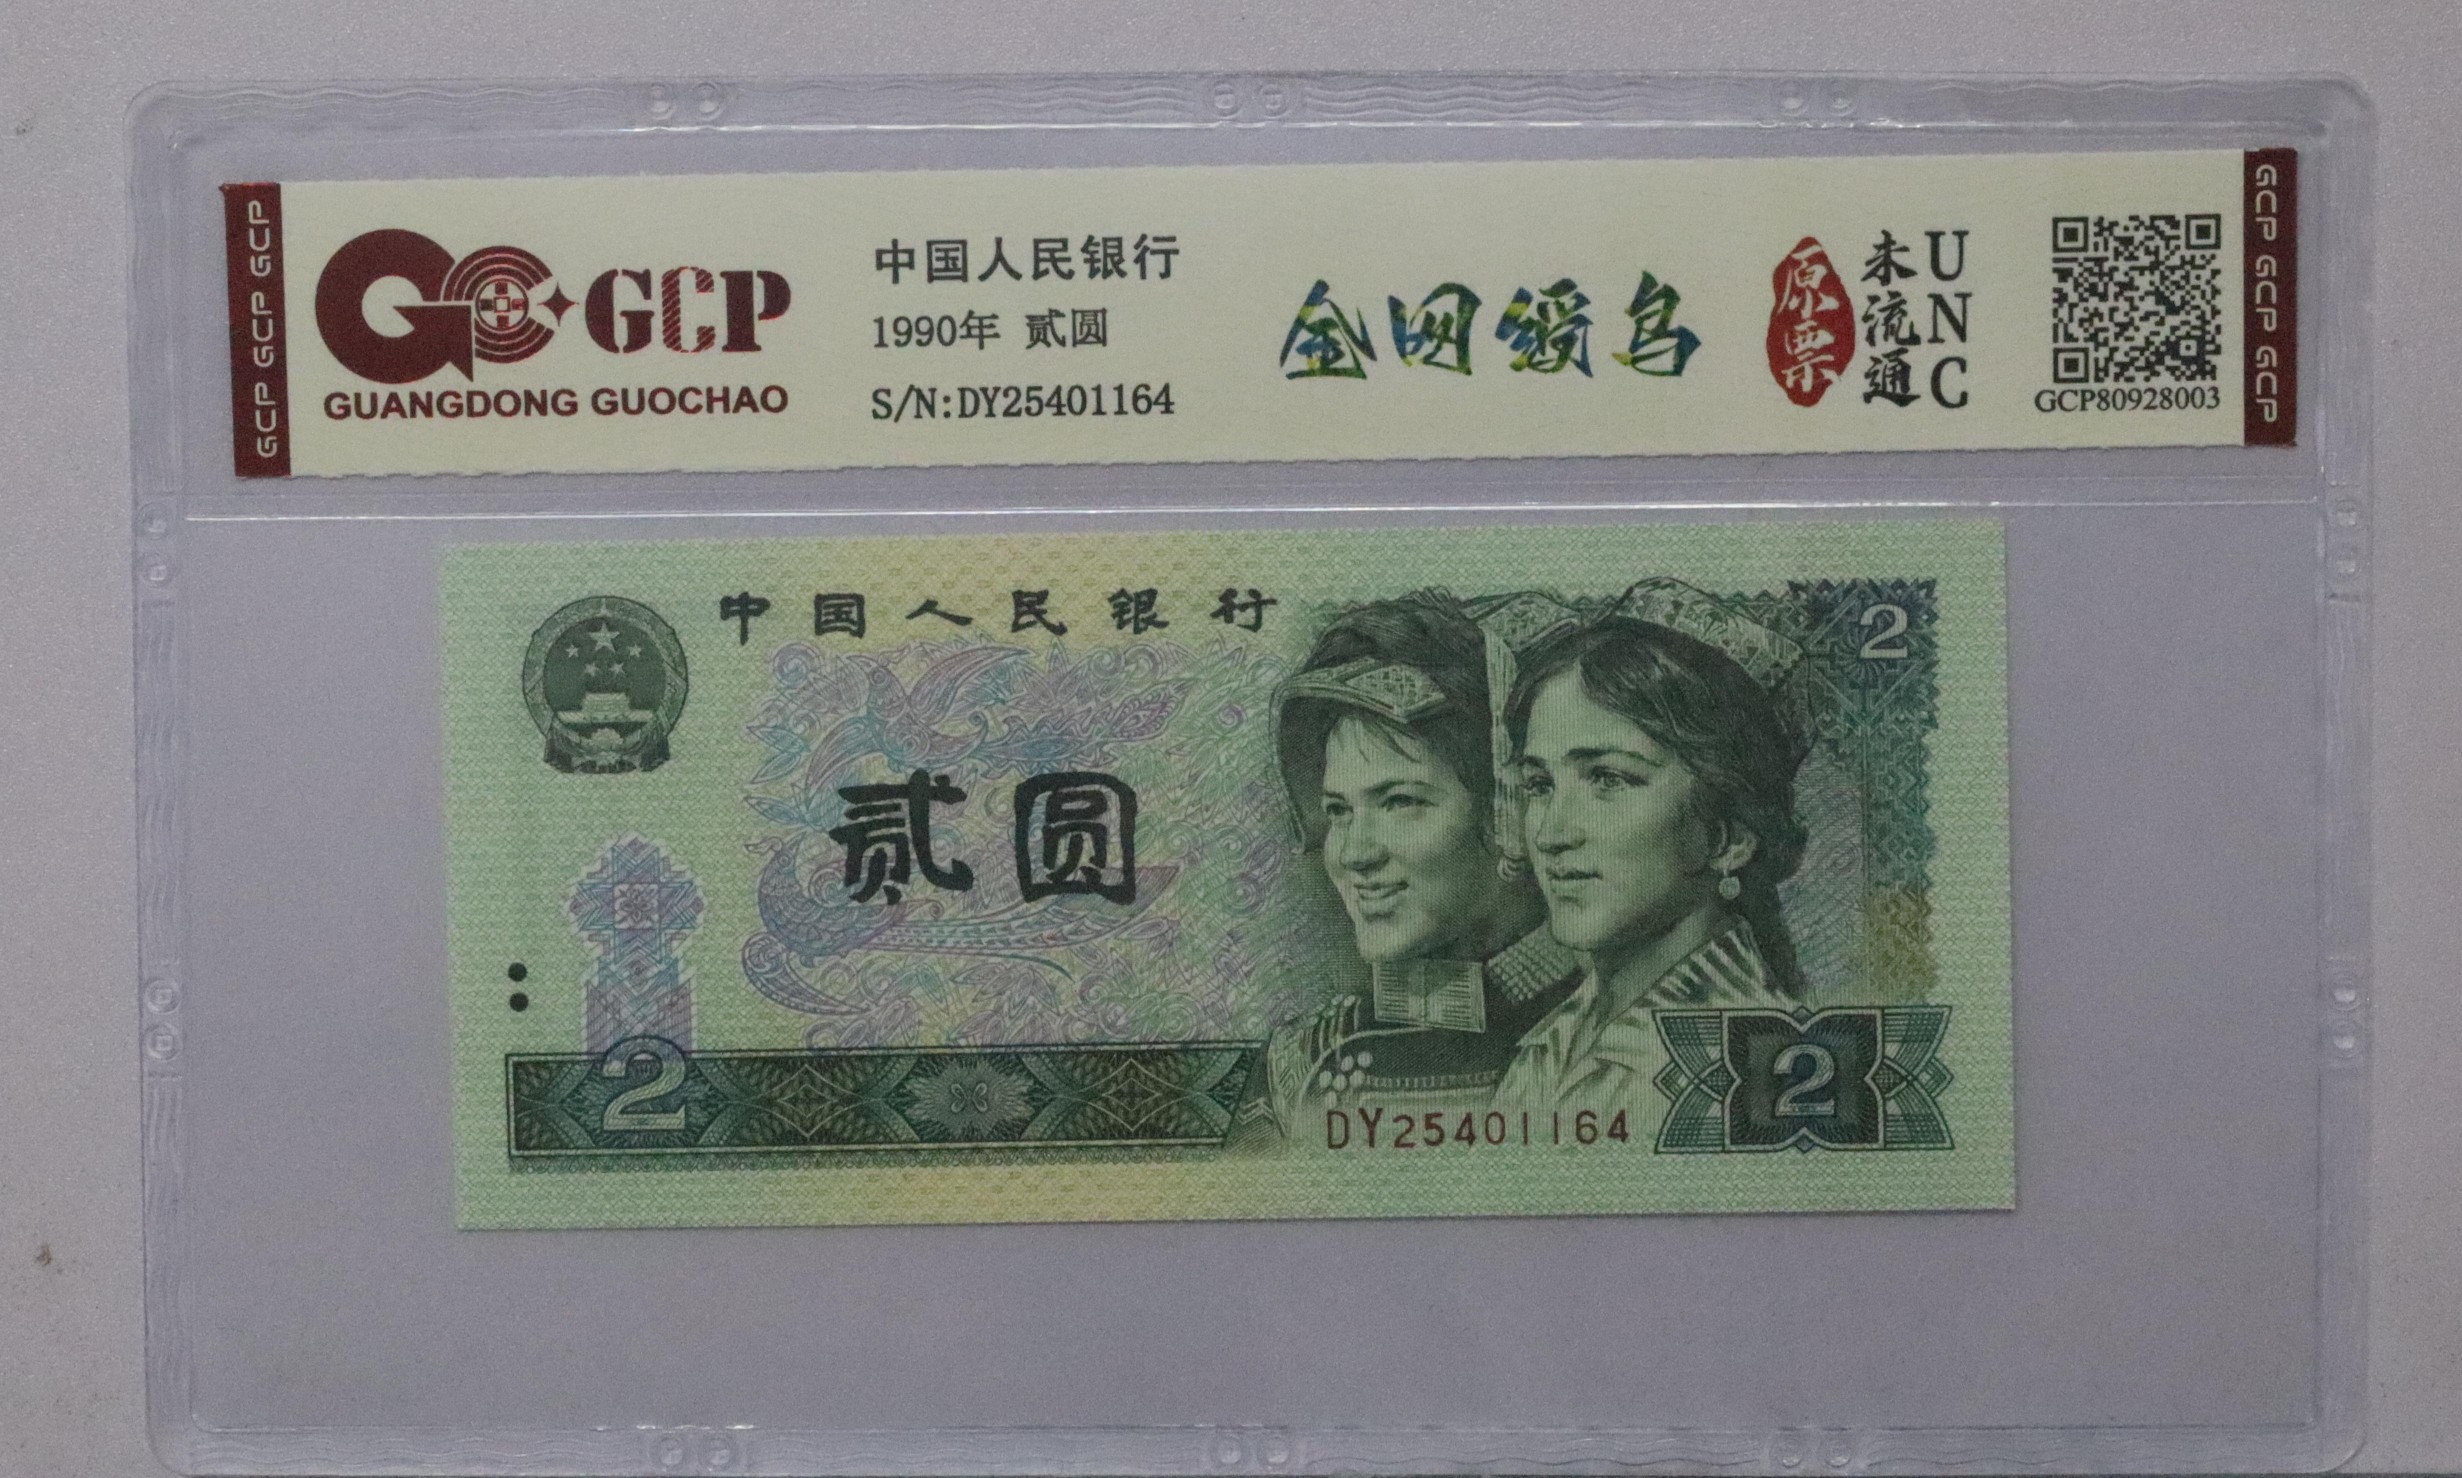 GCP GCP GCP
GCP
GUANGDONG GUOCHAO
中国人民银行
1990年 贰圆
S/N:DY25401164
金网绶鸟
原票
未流通
UNC
GCP80928003
GCP GCP GCP
中国人民银行
2
贰圆
2
DY25401164
2